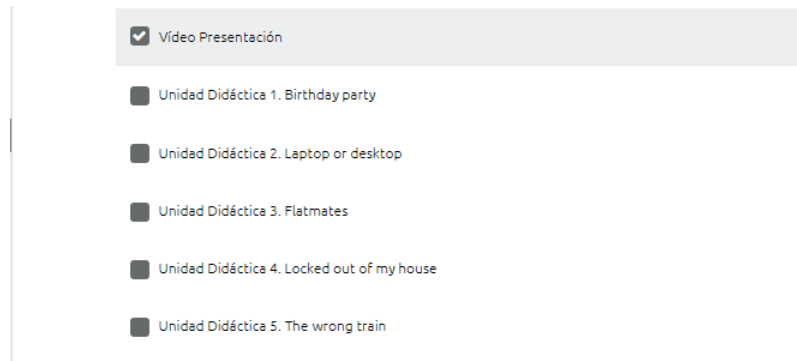 Vídeo Presentación
Unidad Didáctica 1. Birthday party
Unidad Didáctica 2. Laptop or desktop
Unidad Didáctica 3. Flatmates
Unidad Didáctica 4. Locked out of my house
Unidad Didáctica 5. The wrong train